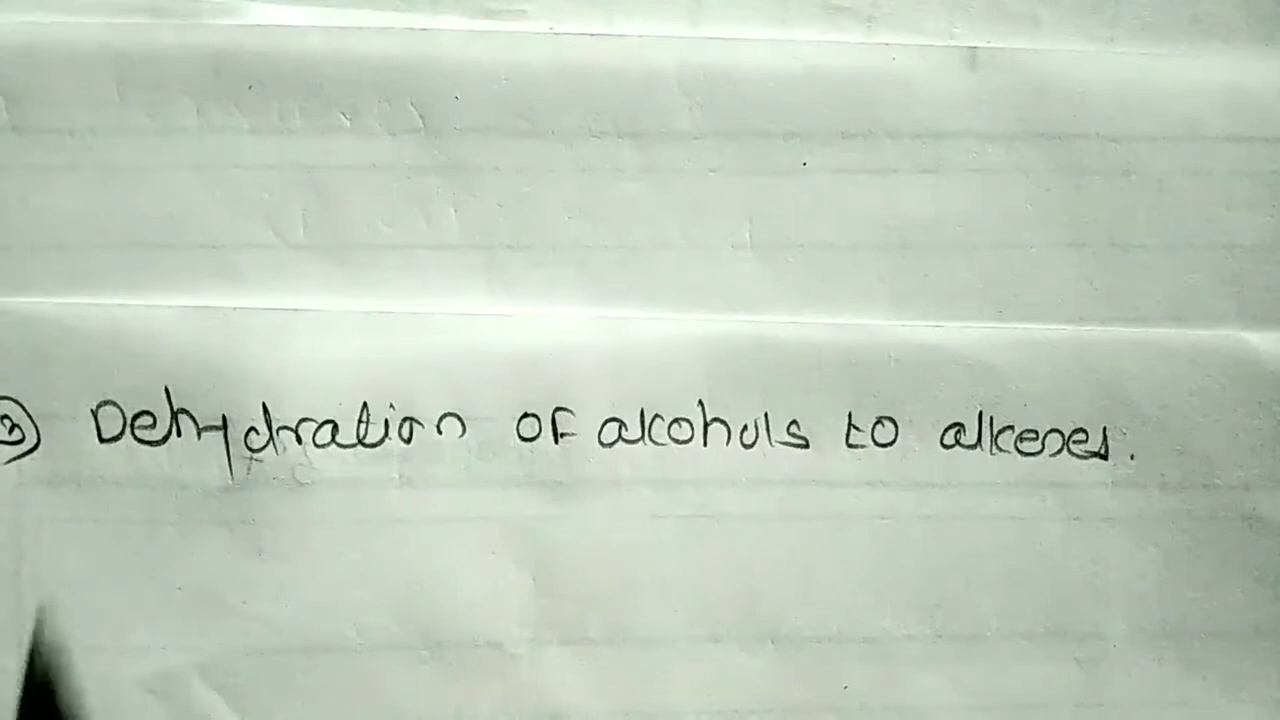 ③ Dehydration of alcohols to alkenes.